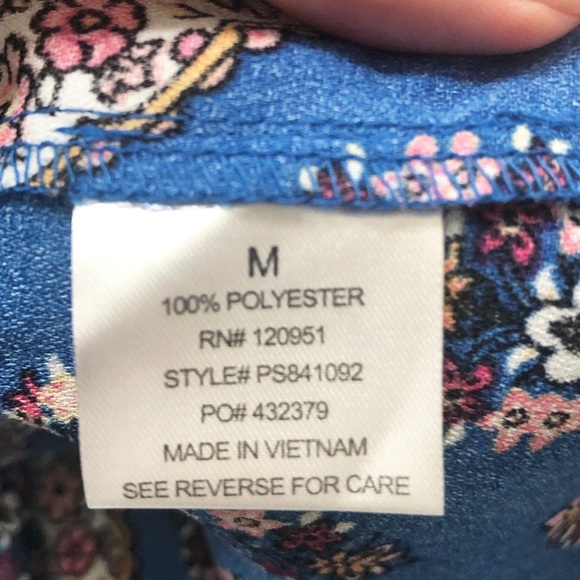 M
100% POLYESTER
RN# 120951
STYLE# PS841092
PO# 432379
MADE IN VIETNAM
SEE REVERSE FOR CARE